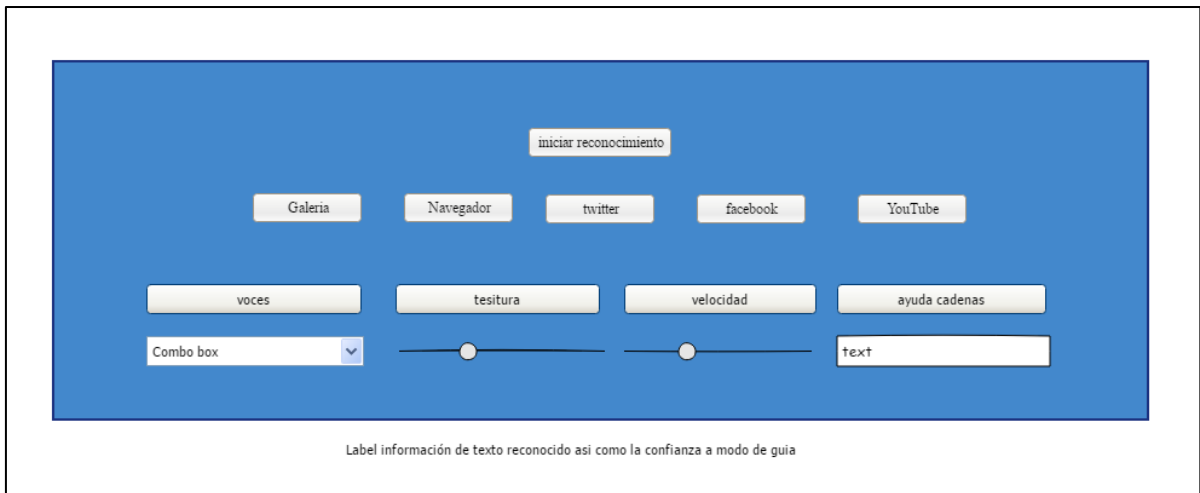 iniciar reconocimiento
Galeria Navegador twitter facebook YouTube
voces tesitura velocidad ayuda cadenas
Combo box text
Label información de texto reconocido asi como la confianza a modo de guia